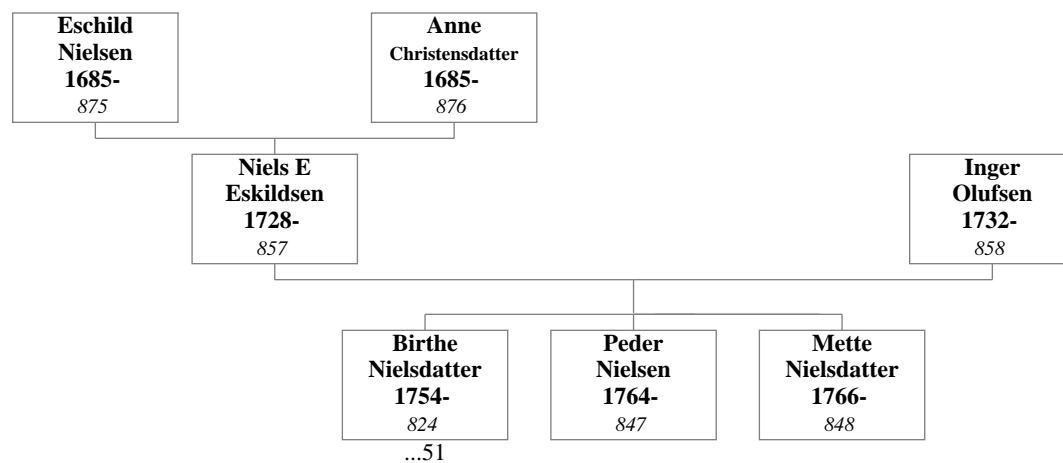 Eschild
Nielsen
1685-
875
Anne
Christensdatter
1685-
876
Niels E
Eskildsen
1728-
857
Inger
Olufsen
1732-
858
Birthe
Nielsdatter
1754-
824
...51
Peder
Nielsen
1764-
847
Mette
Nielsdatter
1766-
848